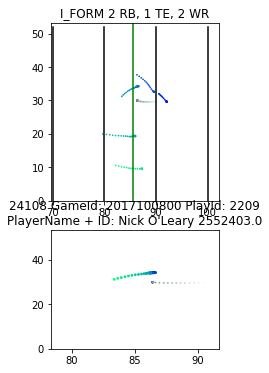 I_FORM 2 RB, 1 TE, 2 WR
50
40
30
20
10
0
70 80 90 100
24108 GameId: 2017100800 PlayId: 2209
PlayerName + ID: Nick O'Leary 2552403.0
40
20
0
80 85 90